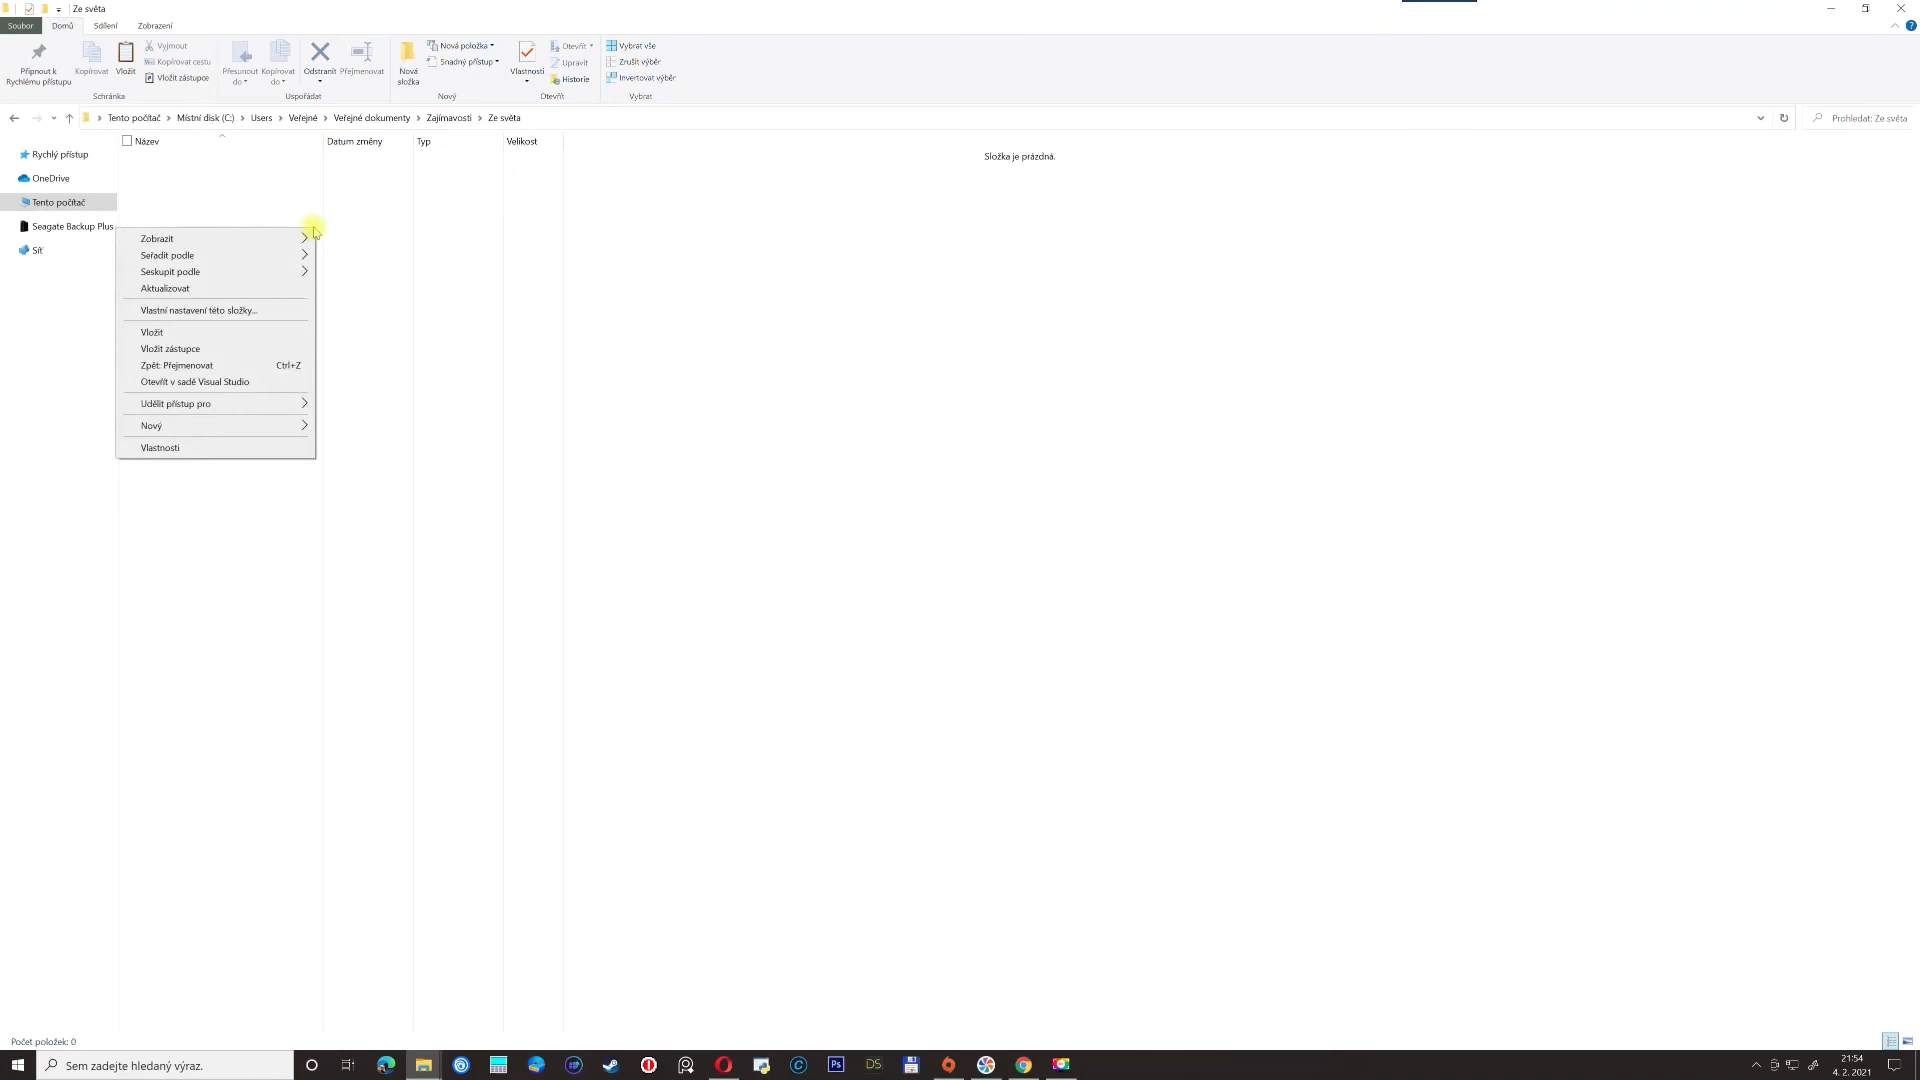 Ze světa
Soubor Domů Sdílení Zobrazení
Připnout k Rychlému přístupu
Kopírovat
Vložit
Vyjmout
Kopírovat cestu
Vložit zástupce
Schránka
Přesunout do
Kopírovat do
Odstranit
Přejmenovat
Uspořádat
Nová složka
Nová položka
Snadný přístup
Nový
Vlastnosti
Otevřít
Upravit
Historie
Otevřít
Vybrat vše
Zrušit výběr
Invertovat výběr
Vybrat
Tento počítač > Místní disk (C:) > Users > Veřejné > Veřejné dokumenty > Zajímavosti > Ze světa
Prohledat: Ze světa
Název Datum změny Typ Velikost
Složka je prázdná.
Rychlý přístup
OneDrive
Tento počítač
Seagate Backup Plus
Síť
Zobrazit
Seřadit podle
Seskupit podle
Aktualizovat
Vlastní nastavení této složky...
Vložit
Vložit zástupce
Zpět: Přejmenovat Ctrl+Z
Otevřít v sadě Visual Studio
Udělit přístup pro
Nový
Vlastnosti
Počet položek: 0
Sem zadejte hledaný výraz.
Ps
DS
21:54
4. 2. 2021